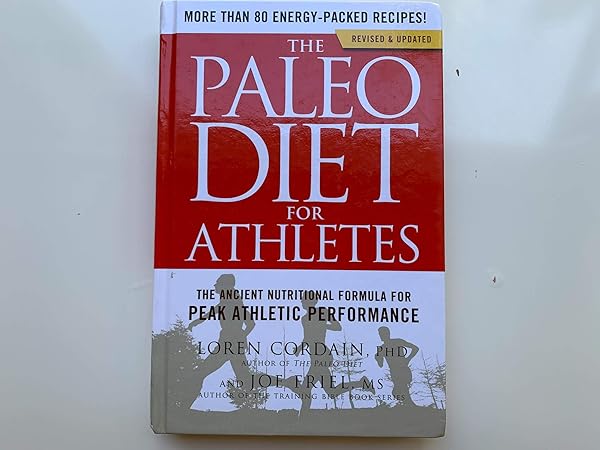 MORE THAN 80 ENERGY-PACKED RECIPES!
REVISED & UPDATED
THE
PALEO
DIET
FOR
ATHLETES
THE ANCIENT NUTRITIONAL FORMULA FOR
PEAK ATHLETIC PERFORMANCE
LOREN CORDAIN, PHD
AUTHOR OF THE PALEO DIET
AND JOE FRIEL, MS
AUTHOR OF THE TRAINING BIBLE BOOK SERIES